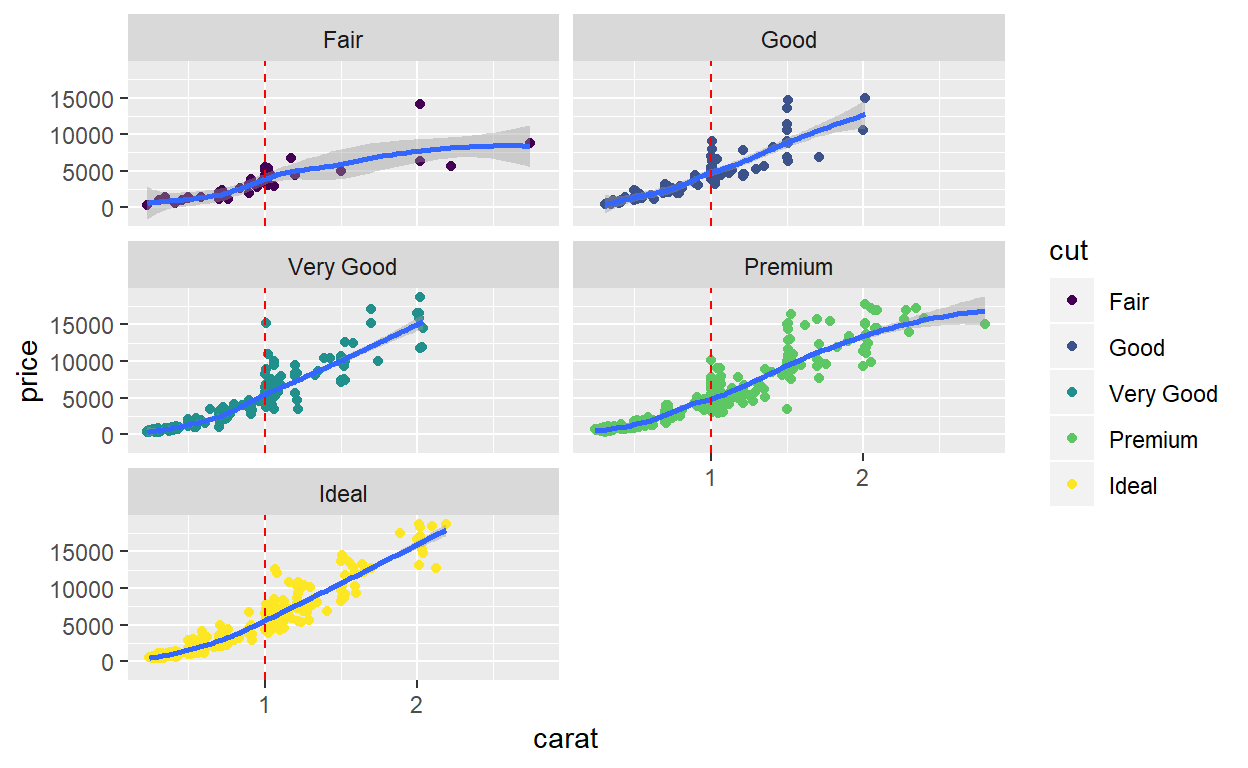 Fair
Good
15000
10000
5000
0
Very Good
Premium
15000
10000
5000
0
1
2
Ideal
15000
10000
5000
0
1
2
price
carat
cut
Fair
Good
Very Good
Premium
Ideal